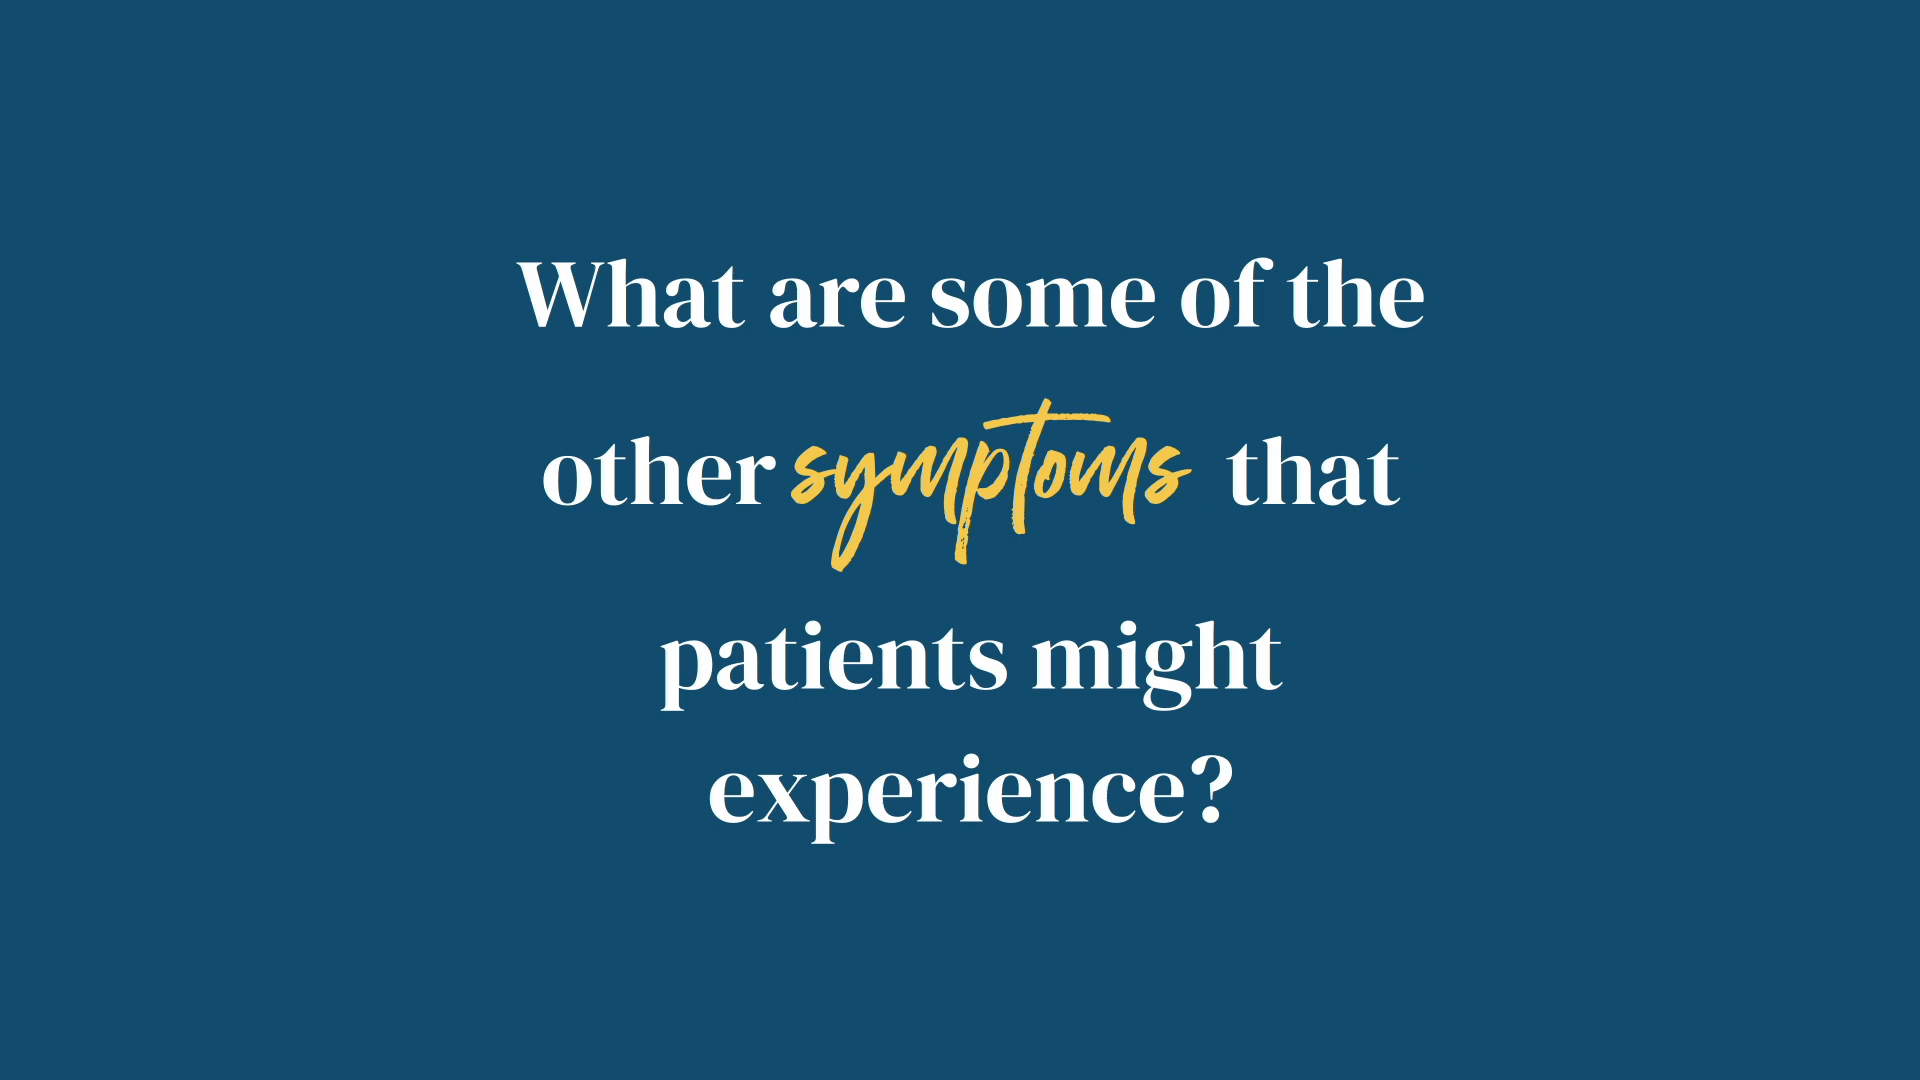 What are some of the
other symptoms that
patients might
experience?